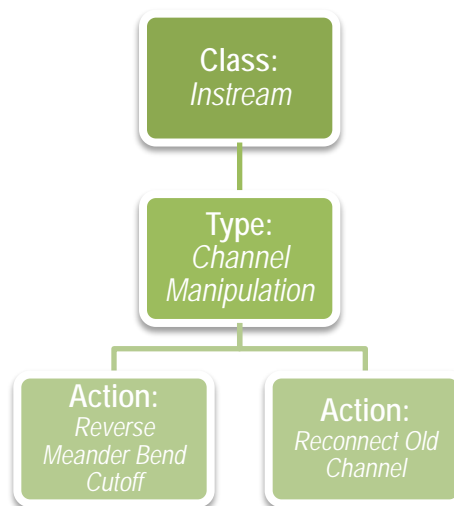 Class:
Instream
Type:
Channel
Manipulation
Action:
Reverse
Meander Bend
Cutoff
Action:
Reconnect Old
Channel